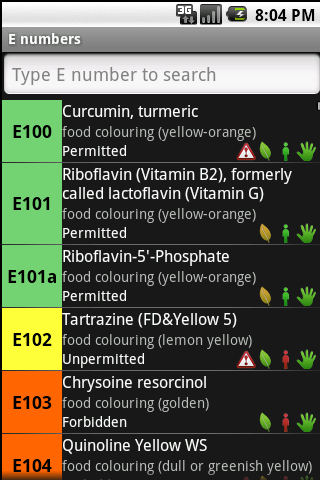 3G
8:04 PM
E numbers
Type E number to search
E100
Curcumin, turmeric
food colouring (yellow-orange)
Permitted
E101
Riboflavin (Vitamin B2), formerly
called lactoflavin (Vitamin G)
food colouring (yellow-orange)
Permitted
E101a
Riboflavin-5'-Phosphate
food colouring (yellow-orange)
Permitted
E102
Tartrazine (FD&Yellow 5)
food colouring (lemon yellow)
Unpermitted
E103
Chrysoine resorcinol
food colouring (golden)
Forbidden
E104
Quinoline Yellow WS
food colouring (dull or greenish yellow)